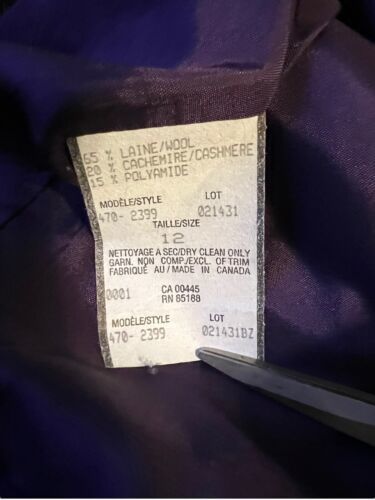 65 % LAINE/WOOL
20 % CACHEMIRE/CASHMERE
15 % POLYAMIDE
MODÈLE/STYLE LOT
470- 2399 021431
TAILLE/SIZE
12
NETTOYAGE A SEC/DRY CLEAN ONLY
GARN. NON COMP./EXCL. OF TRIM
FABRIQUÉ AU/MADE IN CANADA
0001 CA 00445
RN 85188
MODÈLE/STYLE LOT
470- 2399 021431BZ